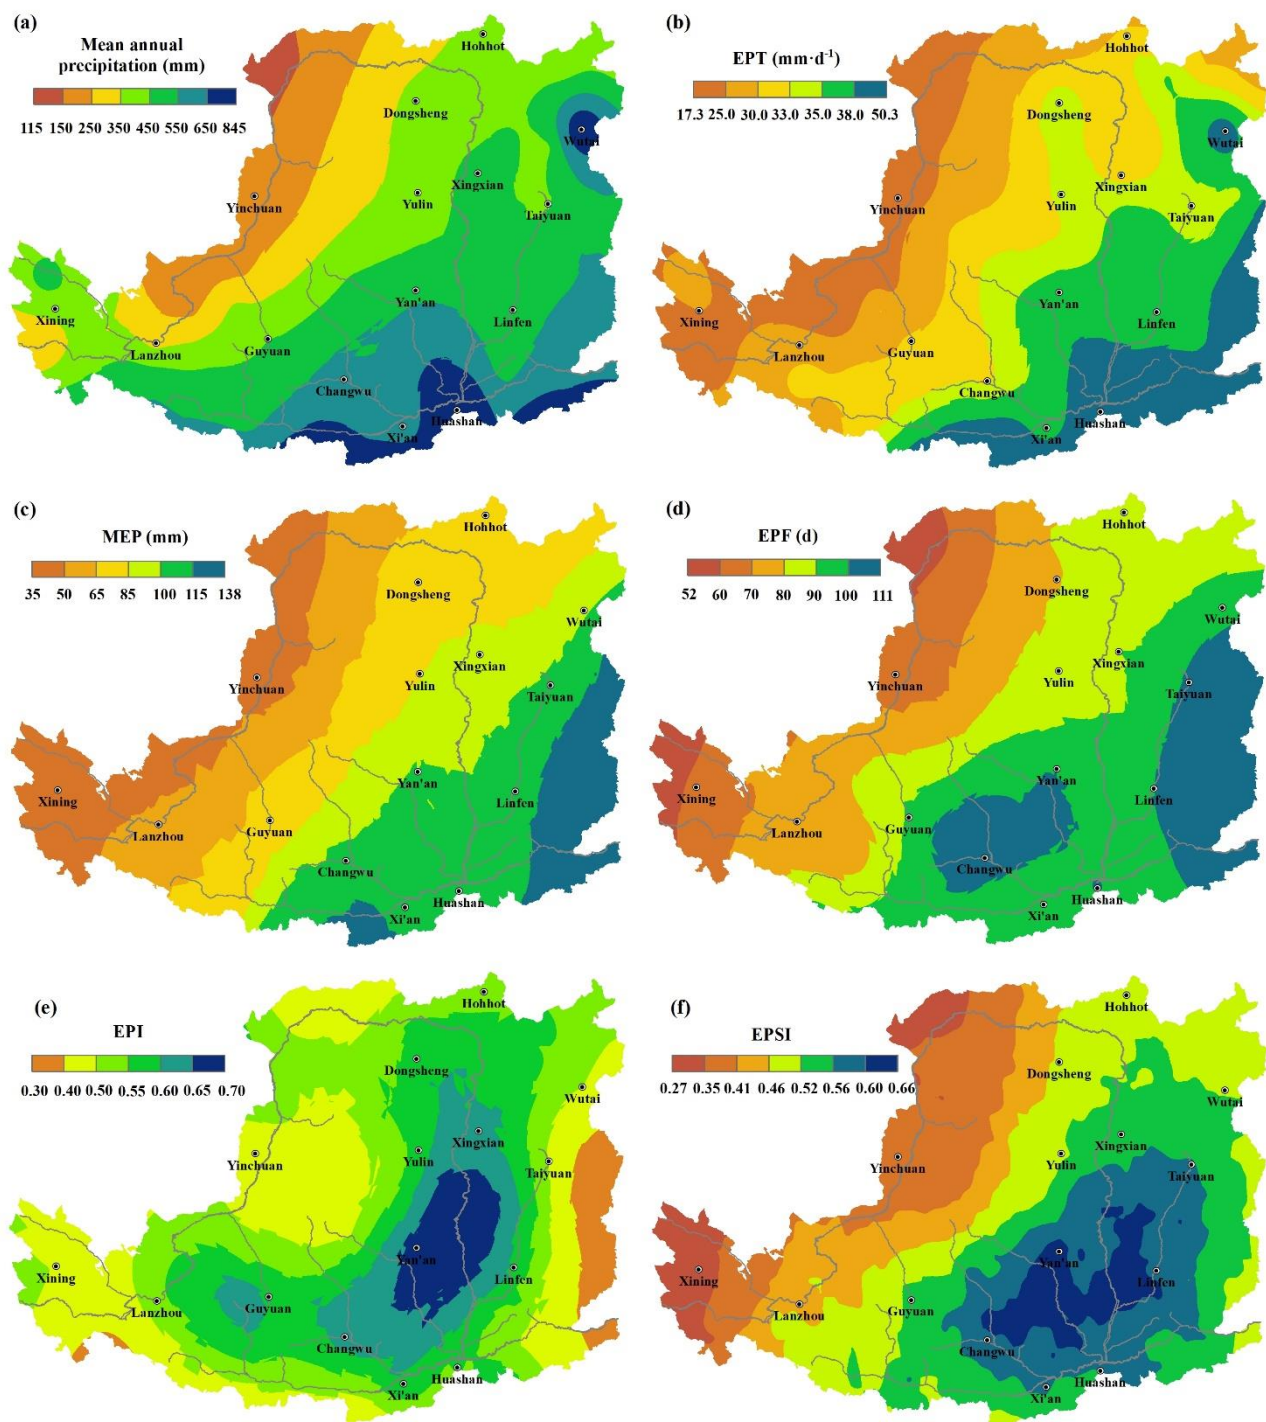 (a)
Mean annual
precipitation (mm)
115 150 250 350 450 550 650 845
Hohhot
Dongsheng
Wutai
Xingxian
Yinchuan
Yulin
Taiyuan
Yan'an
Xining
Linfen
Lanzhou
Guyuan
Changwu
Huashan
Xi'an
(b)
EPT (mm·d-1)
17.3 25.0 30.0 33.0 35.0 38.0 50.3
Hohhot
Dongsheng
Wutai
Xingxian
Yinchuan
Yulin
Taiyuan
Yan'an
Xining
Linfen
Lanzhou
Guyuan
Changwu
Huashan
Xi'an
(c)
MEP (mm)
35 50 65 85 100 115 138
Hohhot
Dongsheng
Wutai
Xingxian
Yinchuan
Yulin
Taiyuan
Yan'an
Xining
Linfen
Lanzhou
Guyuan
Changwu
Huashan
Xi'an
(d)
EPF (d)
52 60 70 80 90 100 111
Hohhot
Dongsheng
Wutai
Xingxian
Yinchuan
Yulin
Taiyuan
Yan'an
Xining
Linfen
Lanzhou
Guyuan
Changwu
Huashan
Xi'an
(e)
EPI
0.30 0.40 0.50 0.55 0.60 0.65 0.70
Hohhot
Dongsheng
Wutai
Xingxian
Yinchuan
Yulin
Taiyuan
Yan'an
Xining
Linfen
Lanzhou
Guyuan
Changwu
Huashan
Xi'an
(f)
EPSI
0.27 0.35 0.41 0.46 0.52 0.56 0.60 0.66
Hohhot
Dongsheng
Wutai
Xingxian
Yinchuan
Yulin
Taiyuan
Yan'an
Xining
Linfen
Lanzhou
Guyuan
Changwu
Huashan
Xi'an